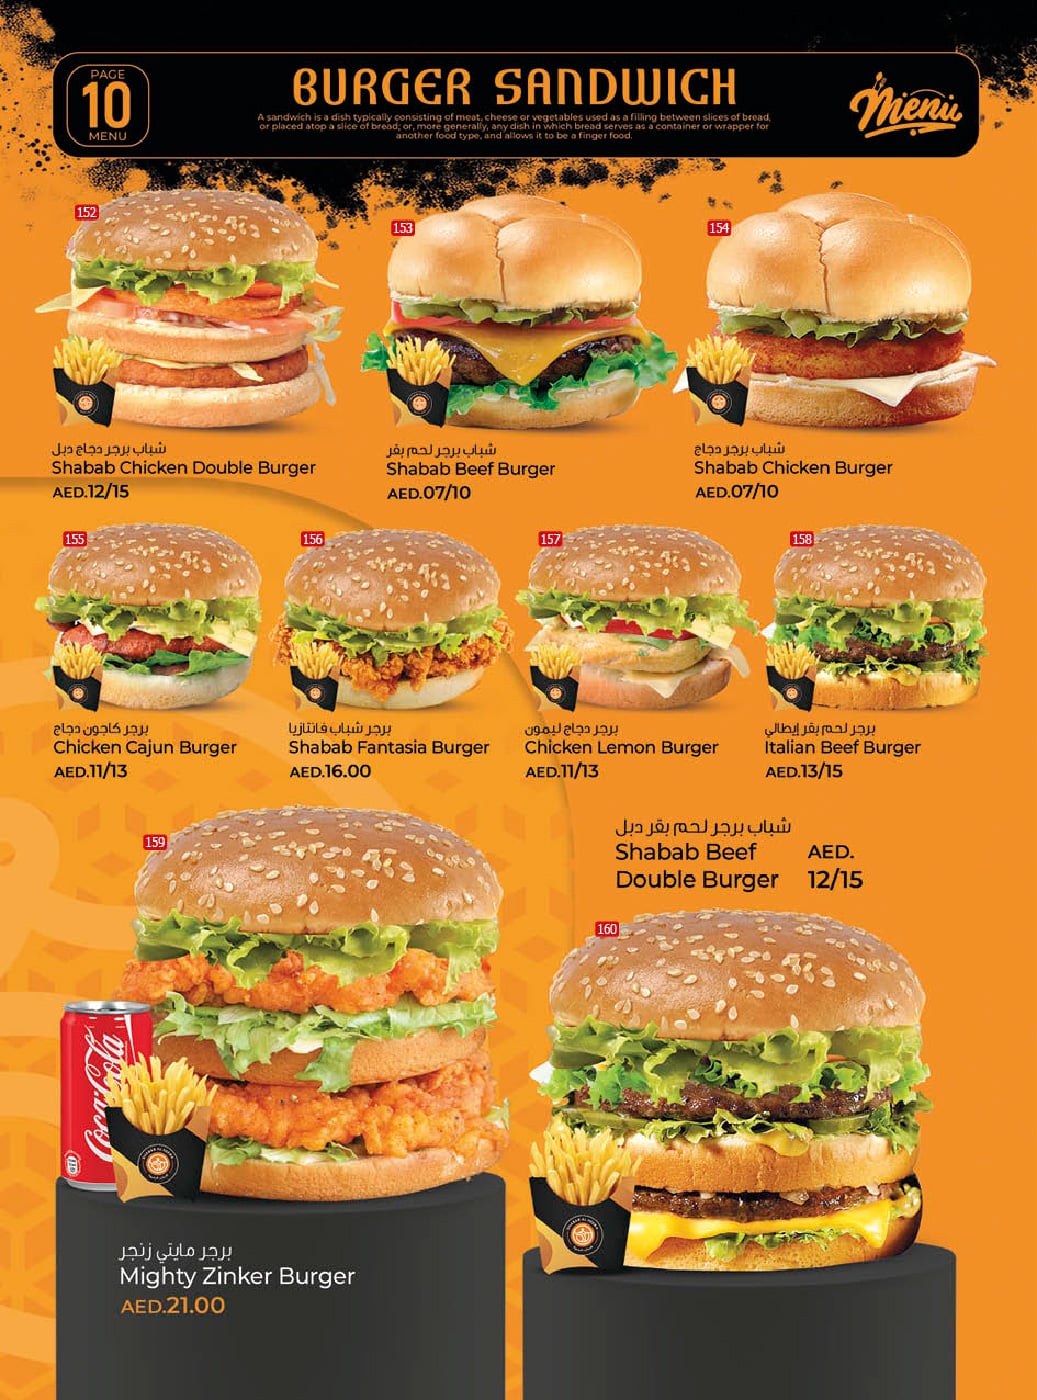 PAGE
10
MENU
BURGER SANDWICH
A sandwich is a dish typically consisting of meat, cheese or vegetables used as a filling between slices of bread,
or placed atop a slice of bread; or, more generally, any dish in which bread serves as a container or wrapper for
another food type, and allows it to be a finger food.
Menu
152
شباب برجر دجاج دبل
Shabab Chicken Double Burger
AED.12/15
153
شباب برجر لحم بقر
Shabab Beef Burger
AED.07/10
154
شباب برجر دجاج
Shabab Chicken Burger
AED.07/10
155
برجر كاجون دجاج
Chicken Cajun Burger
AED.11/13
156
برجر شباب فانتازيا
Shabab Fantasia Burger
AED.16.00
157
برجر دجاج ليمون
Chicken Lemon Burger
AED.11/13
158
برجر لحم بقر إيطالي
Italian Beef Burger
AED.13/15
159
Coca-Cola
برجر مايتي زنجر
Mighty Zinker Burger
AED.21.00
شباب برجر لحم بقر دبل
Shabab Beef AED.
Double Burger 12/15
160